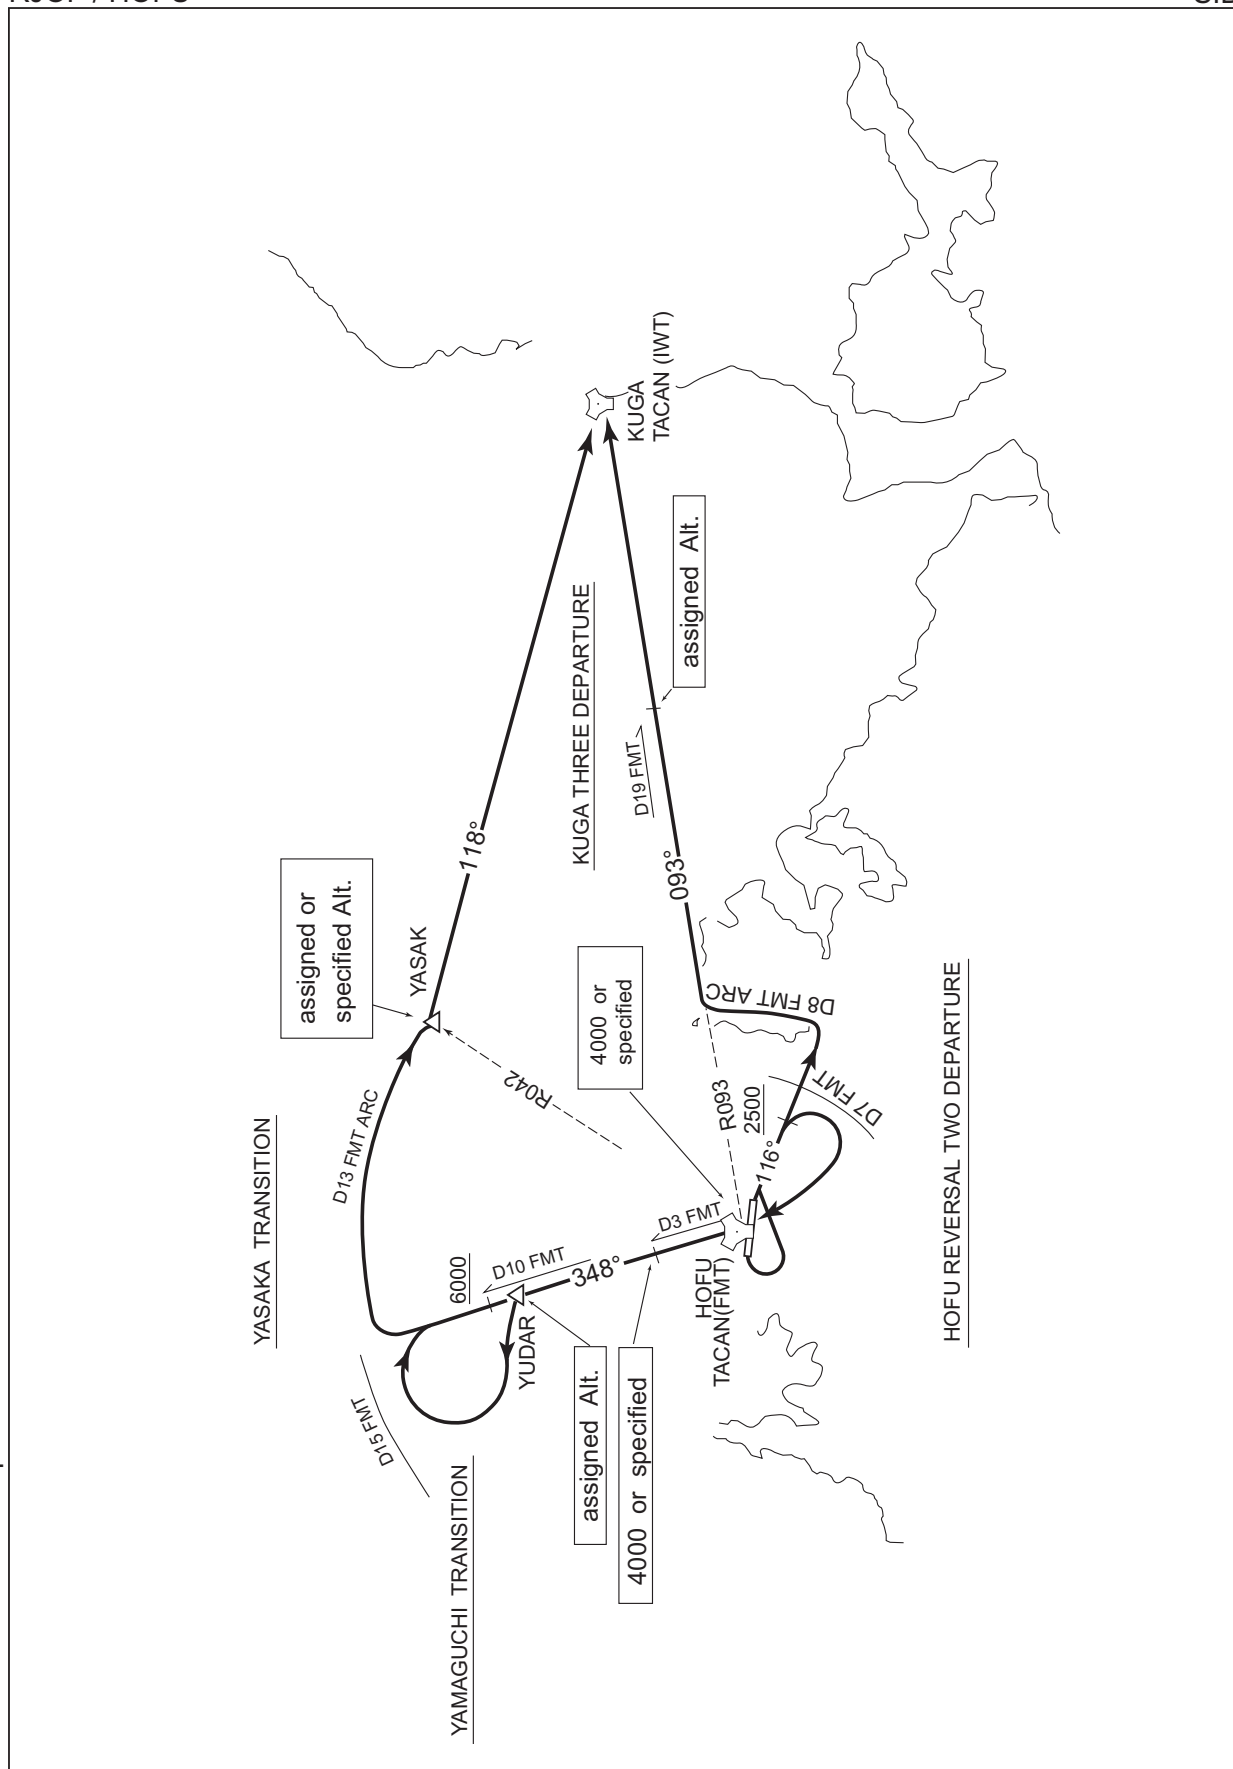 YASAKA TRANSITION
D13 FMT ARC
assigned or
specified Alt.
YASAK
118°
R042
KUGA THREE DEPARTURE
KUGA
TACAN (IWT)
D19 FMT
assigned Alt.
093°
D8 FMT ARC
4000 or
specified
R093
2500
D7 FMT
116°
HOFU REVERSAL TWO DEPARTURE
D15 FMT
YAMAGUCHI TRANSITION
6000
D10 FMT
348°
D3 FMT
YUDAR
HOFU
TACAN(FMT)
assigned Alt.
4000 or specified